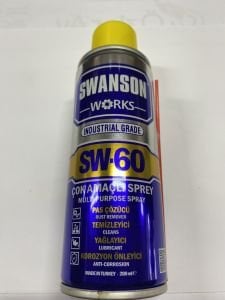 SWANSON
WORKS
INDUSTRIAL GRADE
SW-60
ÇOK AMAÇLI SPREY
MULTI PURPOSE SPRAY
PAS ÇÖZÜCÜ
RUST REMOVER
TEMİZLEYİCİ
CLEANS
YAĞLAYICI
LUBRICANT
KOROZYON ÖNLEYİCİ
ANTI-CORROSION
MADE IN TURKEY 200 ml e